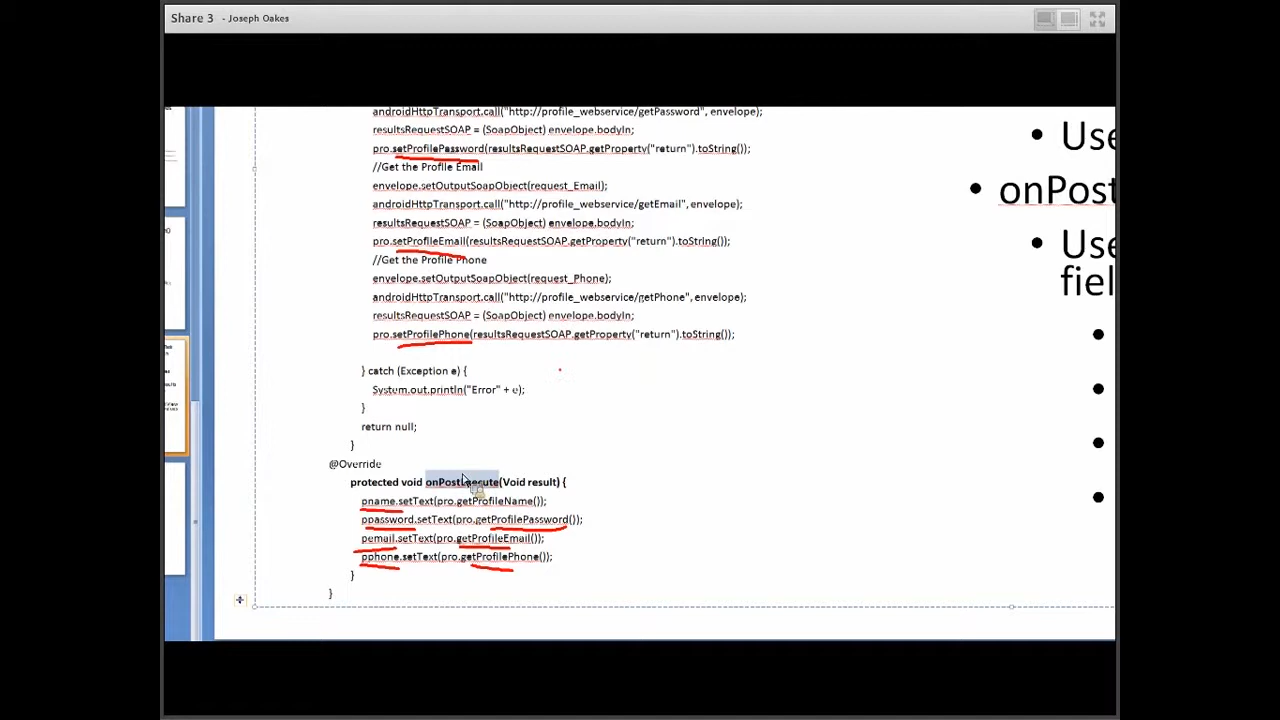 Share 3 - Joseph Oakes
androidHttpTransport.call("http://profile_webservice/getPassword", envelope);
resultsRequestSOAP = (SoapObject) envelope.bodyIn;
pro.setProfilePassword(resultsRequestSOAP.getProperty("return").toString());
//Get the Profile Email
envelope.setOutputSoapObject(request_Email);
androidHttpTransport.call("http://profile_webservice/getEmail", envelope);
resultsRequestSOAP = (SoapObject) envelope.bodyIn;
pro.setProfileEmail(resultsRequestSOAP.getProperty("return").toString());
//Get the Profile Phone
envelope.setOutputSoapObject(request_Phone);
androidHttpTransport.call("http://profile_webservice/getPhone", envelope);
resultsRequestSOAP = (SoapObject) envelope.bodyIn;
pro.setProfilePhone(resultsRequestSOAP.getProperty("return").toString());
} catch (Exception e) {
System.out.println("Error" + e);
}
return null;
}
@Override
protected void onPostExecute(Void result) {
pname.setText(pro.getProfileName());
ppassword.setText(pro.getProfilePassword());
pemail.setText(pro.getProfileEmail());
pphone.setText(pro.getProfilePhone());
}
}
• Use
• onPost
• Use
fiel
•
•
•
•